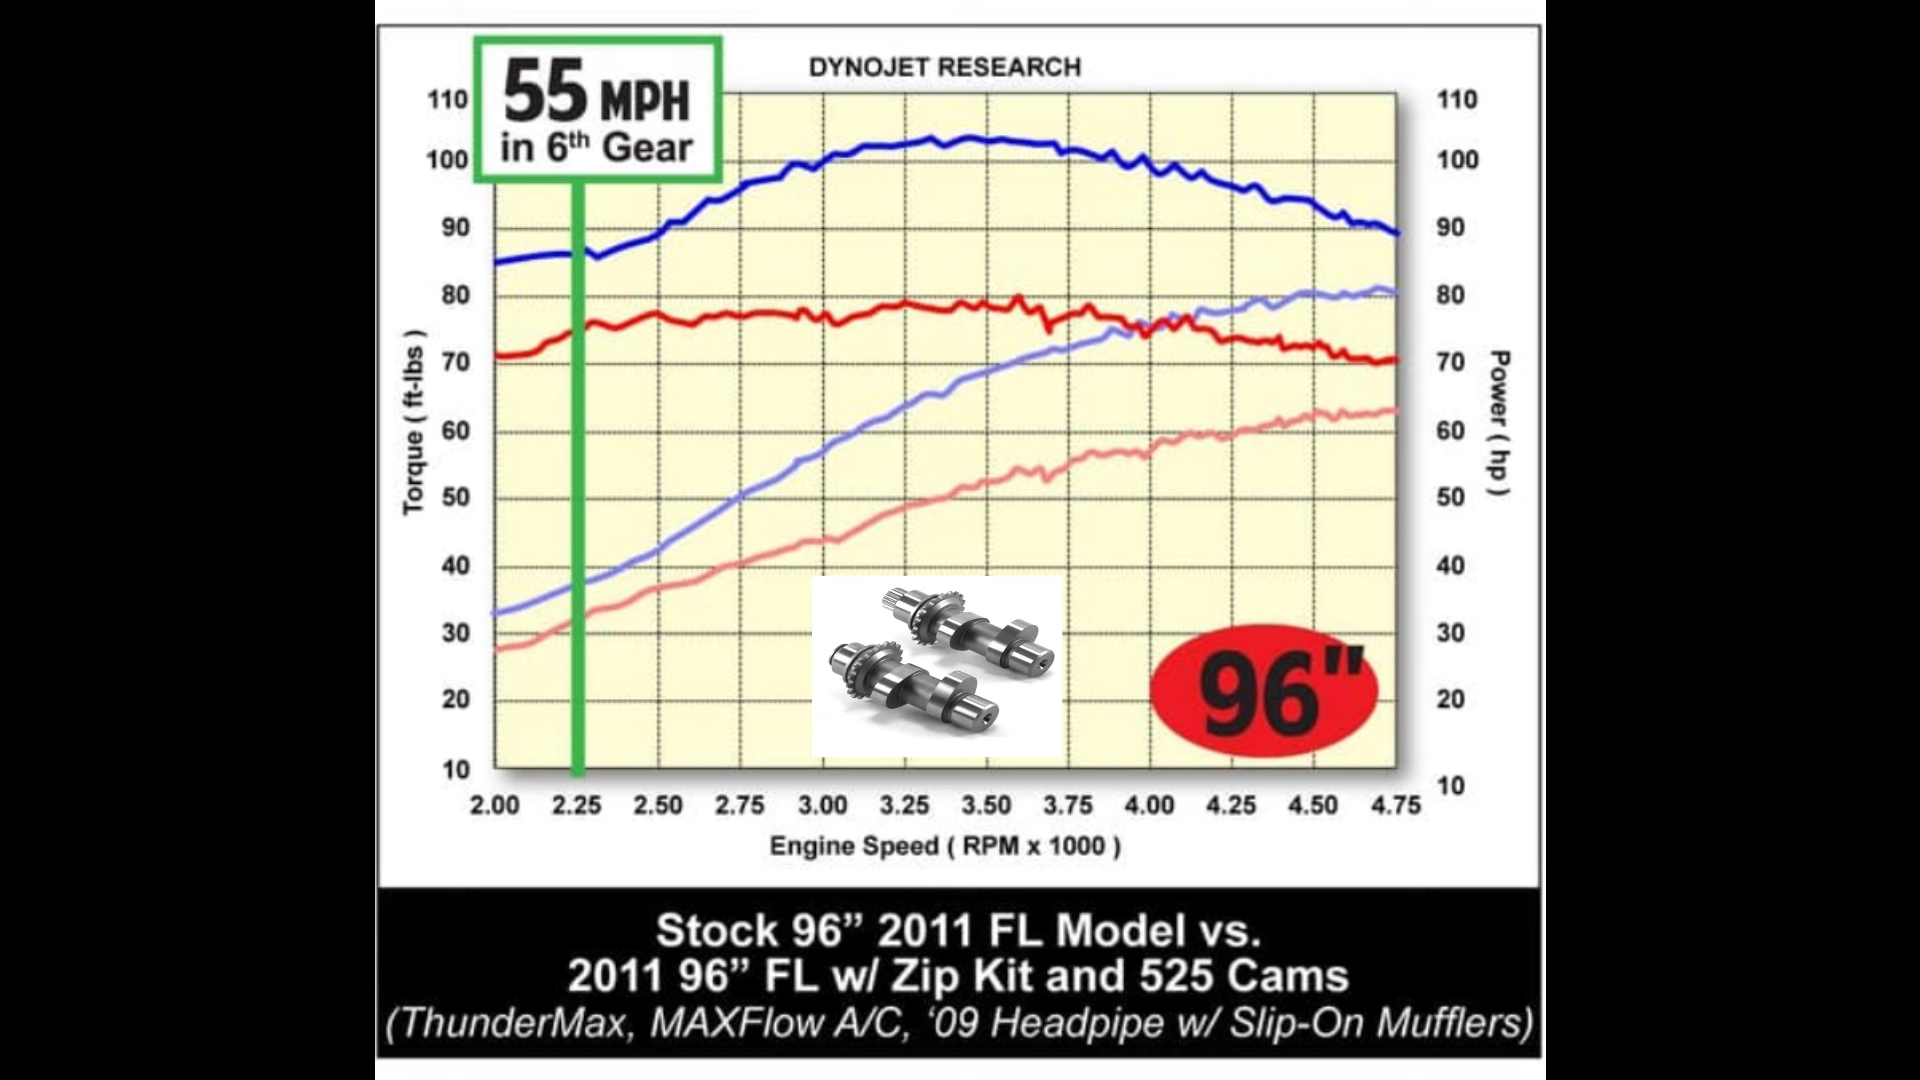 55 MPH
in 6th Gear
DYNOJET RESEARCH
110
100
90
80
70
60
50
40
30
20
10
Torque ( ft-lbs )
110
100
90
80
70
60
50
40
30
20
10
Power ( hp )
96"
2.00 2.25 2.50 2.75 3.00 3.25 3.50 3.75 4.00 4.25 4.50 4.75
Engine Speed ( RPM x 1000 )
Stock 96” 2011 FL Model vs.
2011 96” FL w/ Zip Kit and 525 Cams
(ThunderMax, MAXFlow A/C, ‘09 Headpipe w/ Slip-On Mufflers)